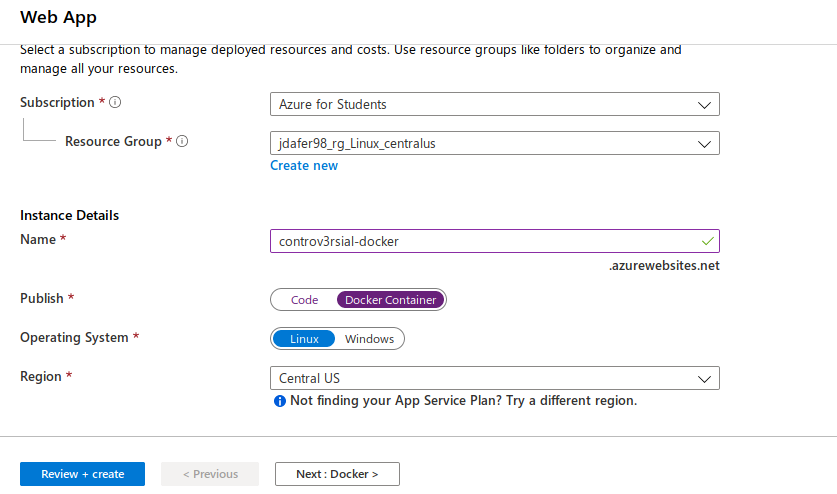 Web App
Select a subscription to manage deployed resources and costs. Use resource groups like folders to organize and
manage all your resources.
Subscription *
Azure for Students
Resource Group *
jdafer98_rg_Linux_centralus
Create new
Instance Details
Name *
controv3rsial-docker
.azurewebsites.net
Publish *
Code Docker Container
Operating System *
Linux Windows
Region *
Central US
Not finding your App Service Plan? Try a different region.
Review + create
< Previous
Next : Docker >